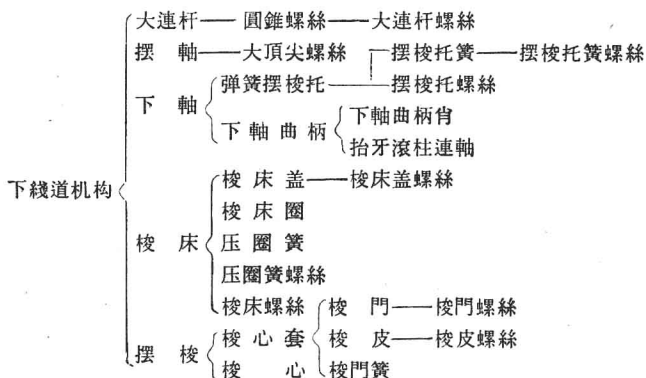 大連杆——圓錐螺絲——大連杆螺絲
擺軸——大頂尖螺絲 擺梭托簧——擺梭托簧螺絲
弹簧擺梭托——擺梭托螺絲
下軸
下軸曲柄肖
下軸曲柄
抬牙滾柱連軸
梭床盖——梭床盖螺絲
下綫道机构
梭床圈
梭床 压圈簧
压圈簧螺絲
梭床螺絲 梭門——梭門螺絲
梭心套 梭皮——梭皮螺絲
擺梭
梭心 梭門簧